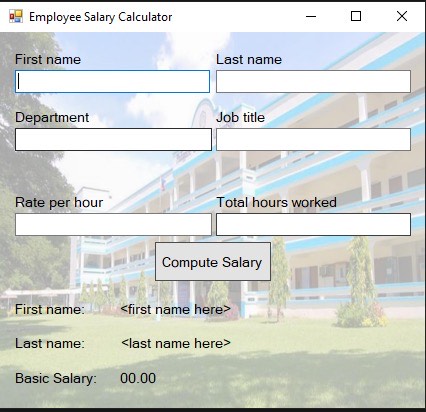 Employee Salary Calculator
First name Last name
Department Job title
Rate per hour Total hours worked
Compute Salary
First name: <first name here>
Last name: <last name here>
Basic Salary: 00.00